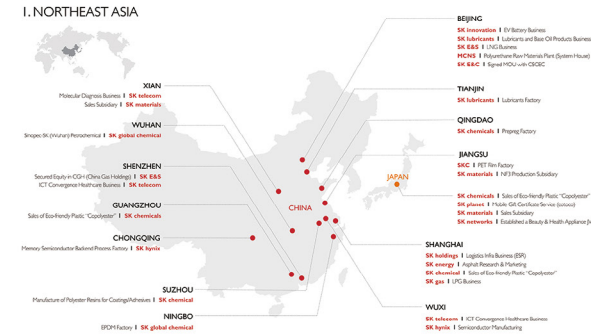 I. NORTHEAST ASIA
XIAN
Molecular Diagnosis Business I SK telecom
Sales Subsidiary I SK materials
WUHAN
Sinopec-SK (Wuhan) Petrochemical I SK global chemical
SHENZHEN
Secured Equity in CGH (China Gas Holdings) I SK E&S
ICT Convergence Healthcare Business I SK telecom
GUANGZHOU
Sales of Eco-friendly Plastic "Copolyester" I SK chemicals
CHONGQING
Memory Semiconductor Backend Process Factory I SK hynix
SUZHOU
Manufacture of Polyester Resins for Coatings/Adhesives I SK chemical
NINGBO
EPDM Factory I SK global chemical
CHINA
JAPAN
BEIJING
SK innovation I EV Battery Business
SK lubricants I Lubricants and Base Oil Products Business
SK E&S I LNG Business
MCNS I Polyurethane Raw Materials Plant (System House)
SK E&C I Signed MOU with CECEC
TIANJIN
SK lubricants I Lubricants Factory
QINGDAO
SK chemicals I Prepreg Factory
JIANGSU
SKC I PET Film Factory
SK materials I NF3 Production Subsidiary
SK chemicals I Sales of Eco-friendly Plastic "Copolyester"
SK planet I Mobile Gift Certificate Service
SK materials I Sales Subsidiary
SK networks I Established a Beauty & Health Appliance
SHANGHAI
SK holdings I Logistics Infra Business (ESR)
SK energy I Asphalt Research & Marketing
SK chemical I Sales of Eco-friendly Plastic "Copolyester"
SK gas I LPG Business
WUXI
SK telecom I ICT Convergence Healthcare Business
SK hynix I Semiconductor Manufacturing